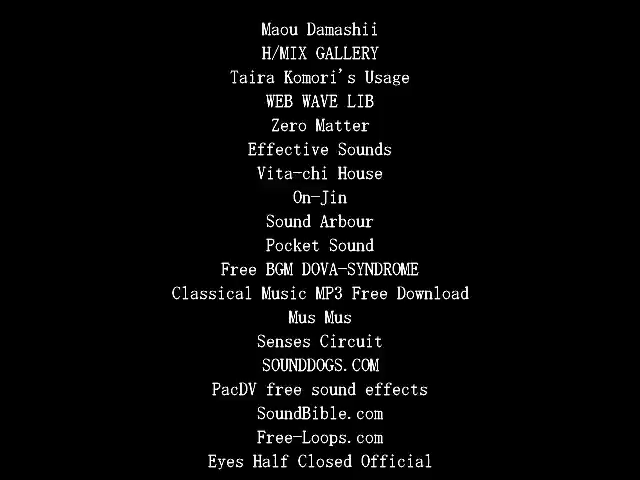 Maou Damashii
H/MIX GALLERY
Taira Komori's Usage
WEB WAVE LIB
Zero Matter
Effective Sounds
Vita-chi House
On-Jin
Sound Arbour
Pocket Sound
Free BGM DOVA-SYNDROME
Classical Music MP3 Free Download
Mus Mus
Senses Circuit
SOUNDDOGS.COM
PacDV free sound effects
SoundBible.com
Free-Loops.com
Eyes Half Closed Official